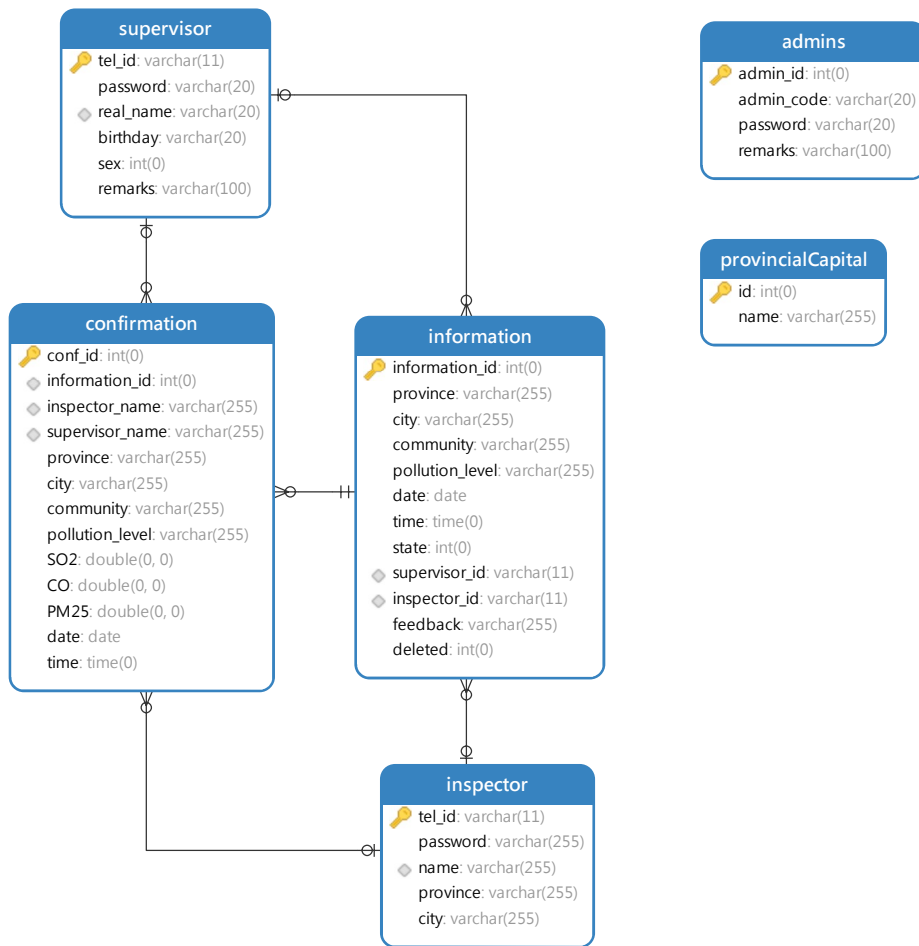 supervisor
tel_id: varchar(11)
password: varchar(20)
real_name: varchar(20)
birthday: varchar(20)
sex: int(0)
remarks: varchar(100)
admins
admin_id: int(0)
admin_code: varchar(20)
password: varchar(20)
remarks: varchar(100)
provincialCapital
id: int(0)
name: varchar(255)
confirmation
conf_id: int(0)
information_id: int(0)
inspector_name: varchar(255)
supervisor_name: varchar(255)
province: varchar(255)
city: varchar(255)
community: varchar(255)
pollution_level: varchar(255)
SO2: double(0, 0)
CO: double(0, 0)
PM25: double(0, 0)
date: date
time: time(0)
information
information_id: int(0)
province: varchar(255)
city: varchar(255)
community: varchar(255)
pollution_level: varchar(255)
date: date
time: time(0)
state: int(0)
supervisor_id: varchar(11)
inspector_id: varchar(11)
feedback: varchar(255)
deleted: int(0)
inspector
tel_id: varchar(11)
password: varchar(255)
name: varchar(255)
province: varchar(255)
city: varchar(255)